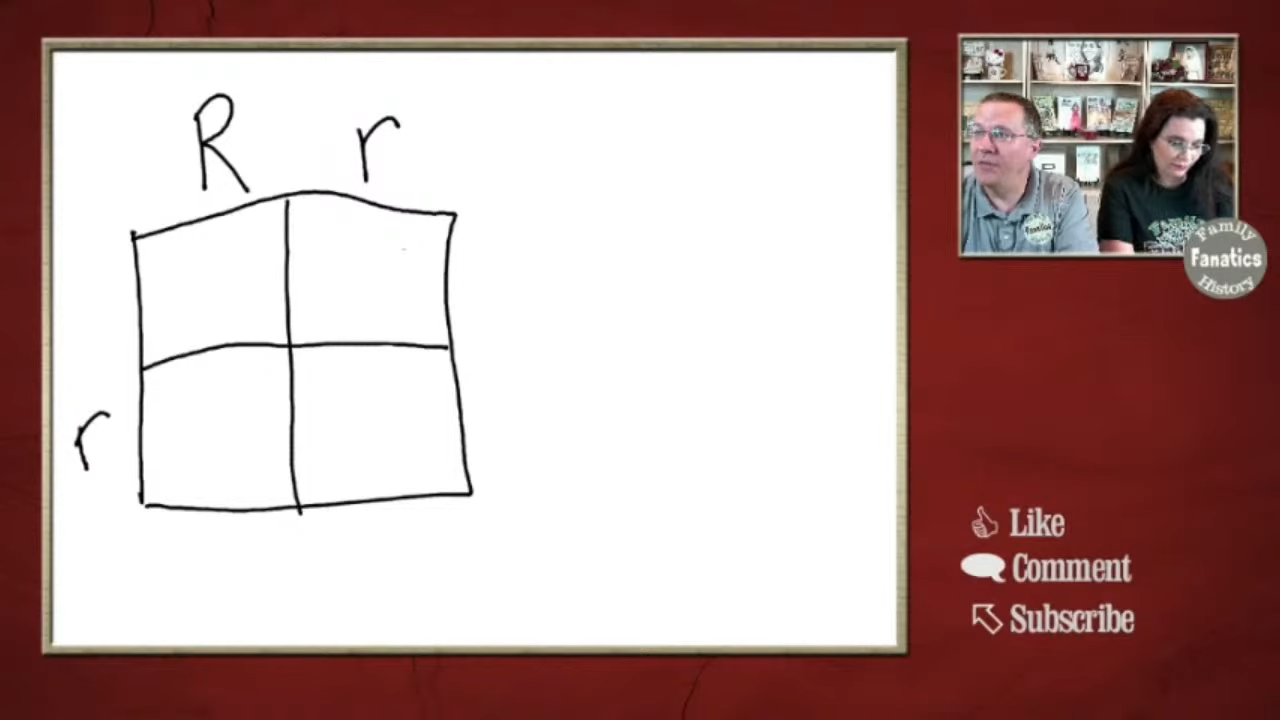 R r
r
Family
Fanatics
History
Like
Comment
Subscribe